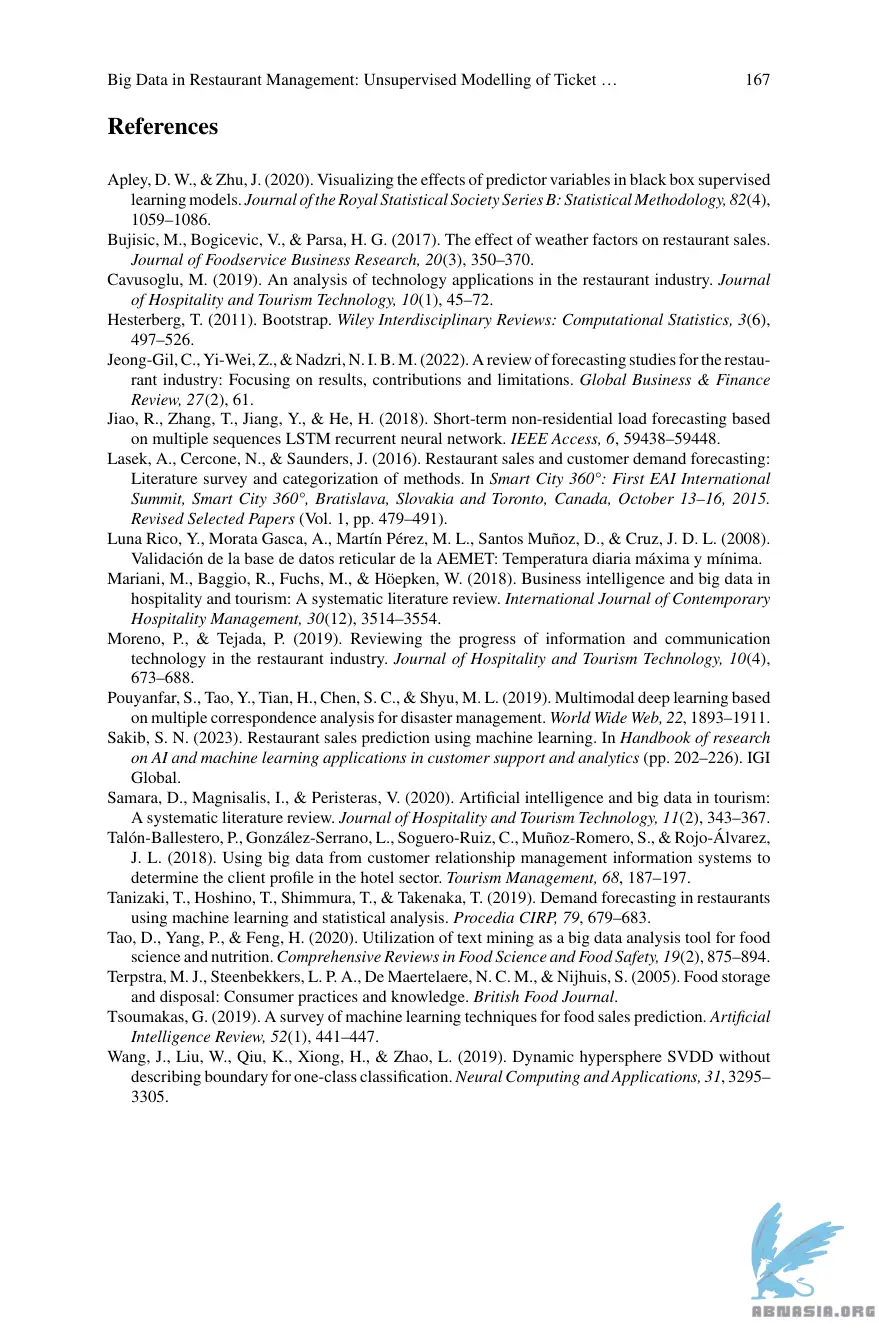 Big Data in Restaurant Management: Unsupervised Modelling of Ticket … 167
References
Apley, D. W., & Zhu, J. (2020). Visualizing the effects of predictor variables in black box supervised
learning models. Journal of the Royal Statistical Society Series B: Statistical Methodology, 82(4),
1059–1086.
Bujisic, M., Bogicevic, V., & Parsa, H. G. (2017). The effect of weather factors on restaurant sales.
Journal of Foodservice Business Research, 20(3), 350–370.
Cavusoglu, M. (2019). An analysis of technology applications in the restaurant industry. Journal
of Hospitality and Tourism Technology, 10(1), 45–72.
Hesterberg, T. (2011). Bootstrap. Wiley Interdisciplinary Reviews: Computational Statistics, 3(6),
497–526.
Jeong-Gil, C., Yi-Wei, Z., & Nadzri, N. I. B. M. (2022). A review of forecasting studies for the restau-
rant industry: Focusing on results, contributions and limitations. Global Business & Finance
Review, 27(2), 61.
Jiao, R., Zhang, T., Jiang, Y., & He, H. (2018). Short-term non-residential load forecasting based
on multiple sequences LSTM recurrent neural network. IEEE Access, 6, 59438–59448.
Lasek, A., Cercone, N., & Saunders, J. (2016). Restaurant sales and customer demand forecasting:
Literature survey and categorization of methods. In Smart City 360°: First EAI International
Summit, Smart City 360°, Bratislava, Slovakia and Toronto, Canada, October 13–16, 2015.
Revised Selected Papers (Vol. 1, pp. 479–491).
Luna Rico, Y., Morata Gasca, A., Martín Pérez, M. L., Santos Muñoz, D., & Cruz, J. D. L. (2008).
Validación de la base de datos reticular de la AEMET: Temperatura diaria máxima y mínima.
Mariani, M., Baggio, R., Fuchs, M., & Höepken, W. (2018). Business intelligence and big data in
hospitality and tourism: A systematic literature review. International Journal of Contemporary
Hospitality Management, 30(12), 3514–3554.
Moreno, P., & Tejada, P. (2019). Reviewing the progress of information and communication
technology in the restaurant industry. Journal of Hospitality and Tourism Technology, 10(4),
673–688.
Pouyanfar, S., Tao, Y., Tian, H., Chen, S. C., & Shyu, M. L. (2019). Multimodal deep learning based
on multiple correspondence analysis for disaster management. World Wide Web, 22, 1893–1911.
Sakib, S. N. (2023). Restaurant sales prediction using machine learning. In Handbook of research
on AI and machine learning applications in customer support and analytics (pp. 202–226). IGI
Global.
Samara, D., Magnisalis, I., & Peristeras, V. (2020). Artificial intelligence and big data in tourism:
A systematic literature review. Journal of Hospitality and Tourism Technology, 11(2), 343–367.
Talón-Ballestero, P., González-Serrano, L., Soguero-Ruiz, C., Muñoz-Romero, S., & Rojo-Álvarez,
J. L. (2018). Using big data from customer relationship management information systems to
determine the client profile in the hotel sector. Tourism Management, 68, 187–197.
Tanizaki, T., Hoshino, T., Shimmura, T., & Takenaka, T. (2019). Demand forecasting in restaurants
using machine learning and statistical analysis. Procedia CIRP, 79, 679–683.
Tao, D., Yang, P., & Feng, H. (2020). Utilization of text mining as a big data analysis tool for food
science and nutrition. Comprehensive Reviews in Food Science and Food Safety, 19(2), 875–894.
Terpstra, M. J., Steenbekkers, L. P. A., De Maertelaere, N. C. M., & Nijhuis, S. (2005). Food storage
and disposal: Consumer practices and knowledge. British Food Journal.
Tsoumakas, G. (2019). A survey of machine learning techniques for food sales prediction. Artificial
Intelligence Review, 52(1), 441–447.
Wang, J., Liu, W., Qiu, K., Xiong, H., & Zhao, L. (2019). Dynamic hypersphere SVDD without
describing boundary for one-class classification. Neural Computing and Applications, 31, 3295–
3305.
ABNASIA.ORG